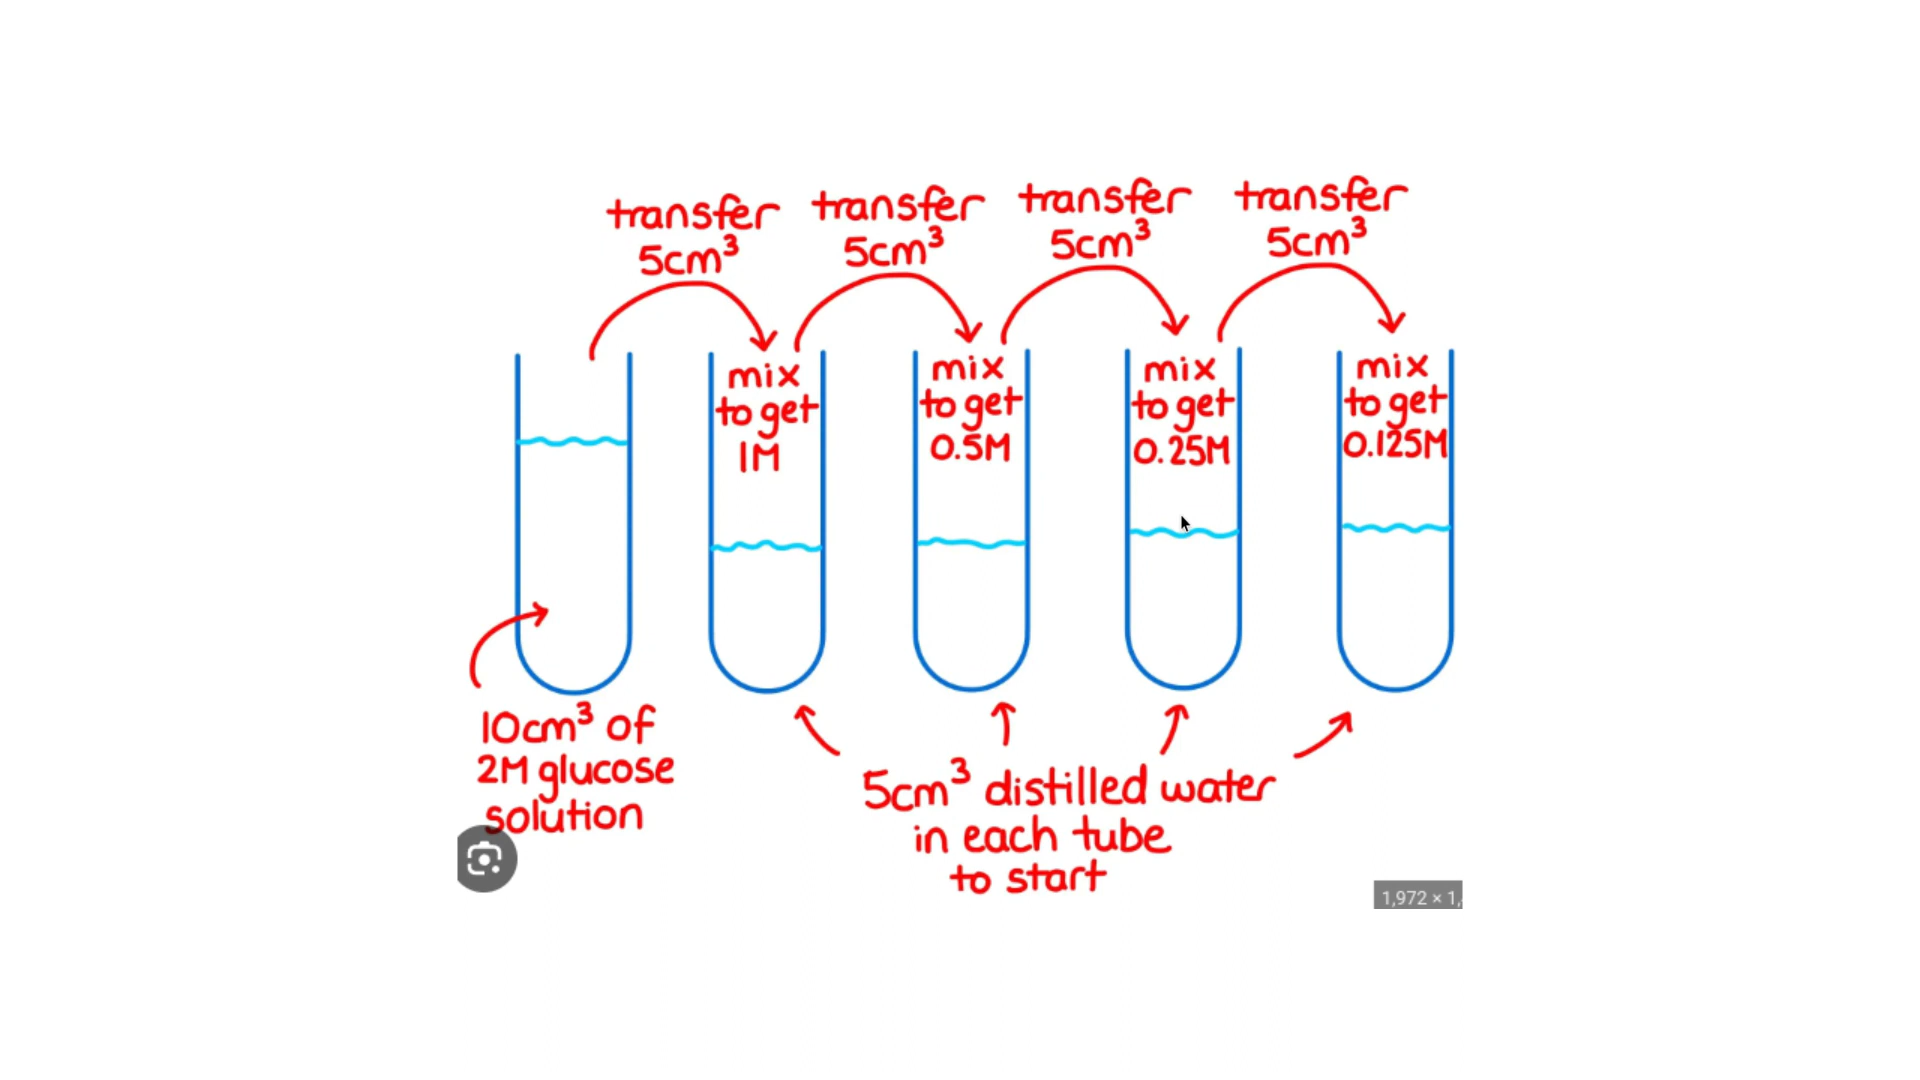 transfer
5cm³
transfer
5cm³
transfer
5cm³
transfer
5cm³
mix
to get
1M
mix
to get
0.5M
mix
to get
0.25M
mix
to get
0.125M
10cm³ of
2M glucose
solution
5cm³ distilled water
in each tube
to start
1,972 × 1,